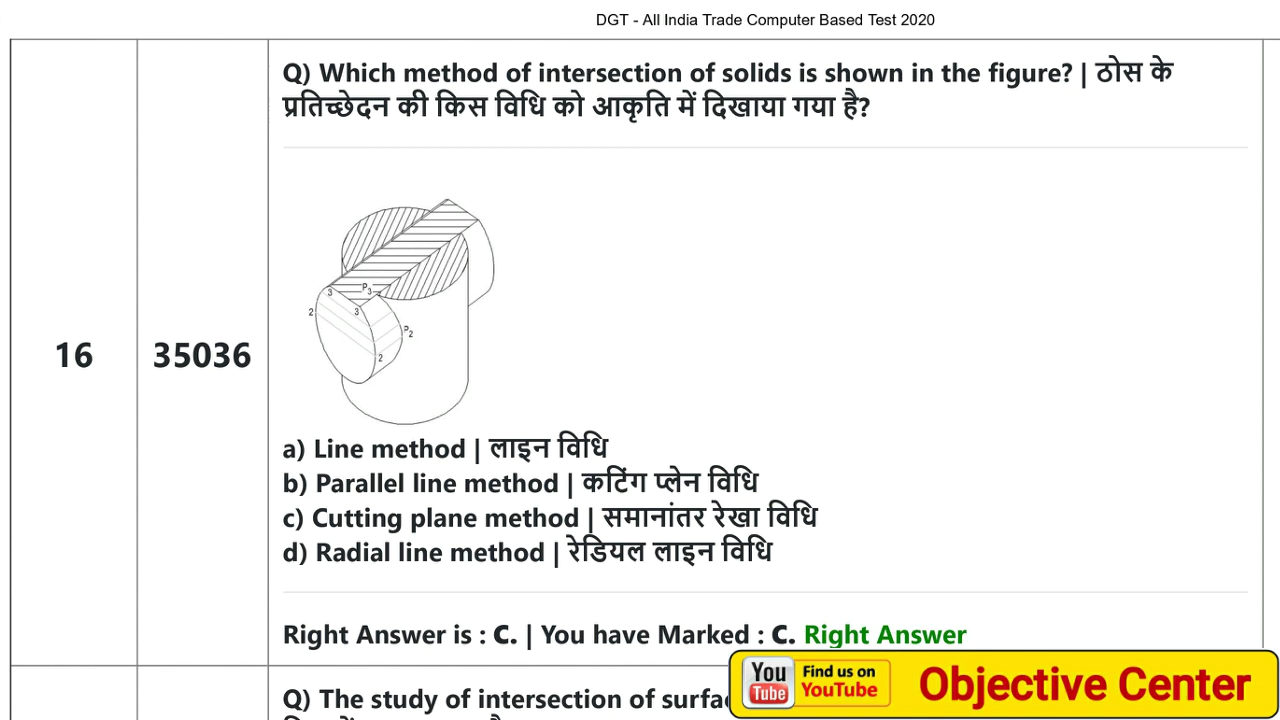 DGT - All India Trade Computer Based Test 2020
Q) Which method of intersection of solids is shown in the figure? | ठोस के
प्रतिच्छेदन की किस विधि को आकृति में दिखाया गया है?
3
P3
2
3
P2
2
16
35036
a) Line method | लाइन विधि
b) Parallel line method | कटिंग प्लेन विधि
c) Cutting plane method | समानांतर रेखा विधि
d) Radial line method | रेडियल लाइन विधि
Right Answer is : C. | You have Marked : C. Right Answer
Q) The study of intersection of
You Tube
Find us on
YouTube
Objective Center